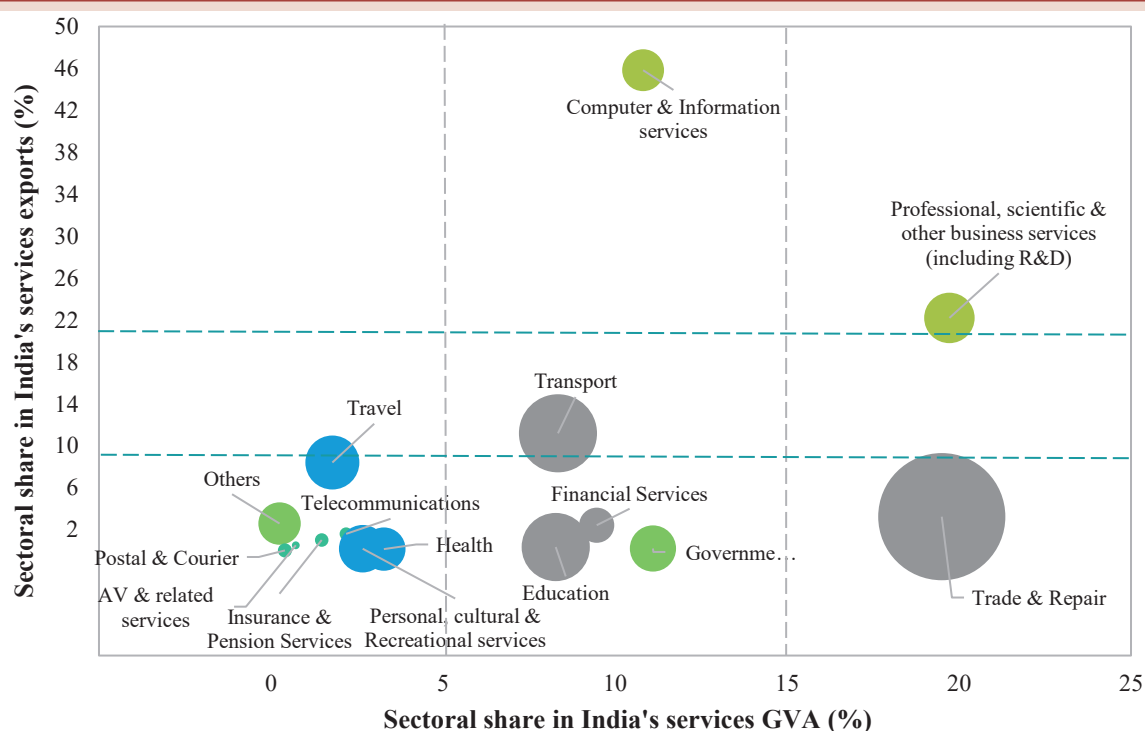 50
46
42
38
34
30
26
22
18
14
10
6
2
Sectoral share in India's services exports (%)
Computer & Information
services
Professional, scientific &
other business services
(including R&D)
Transport
Travel
Others
Telecommunications
Financial Services
Postal & Courier
Health
Governme…
AV & related
services
Insurance &
Pension Services
Personal, cultural &
Recreational services
Education
Trade & Repair
0
5
10
15
20
25
Sectoral share in India's services GVA (%)